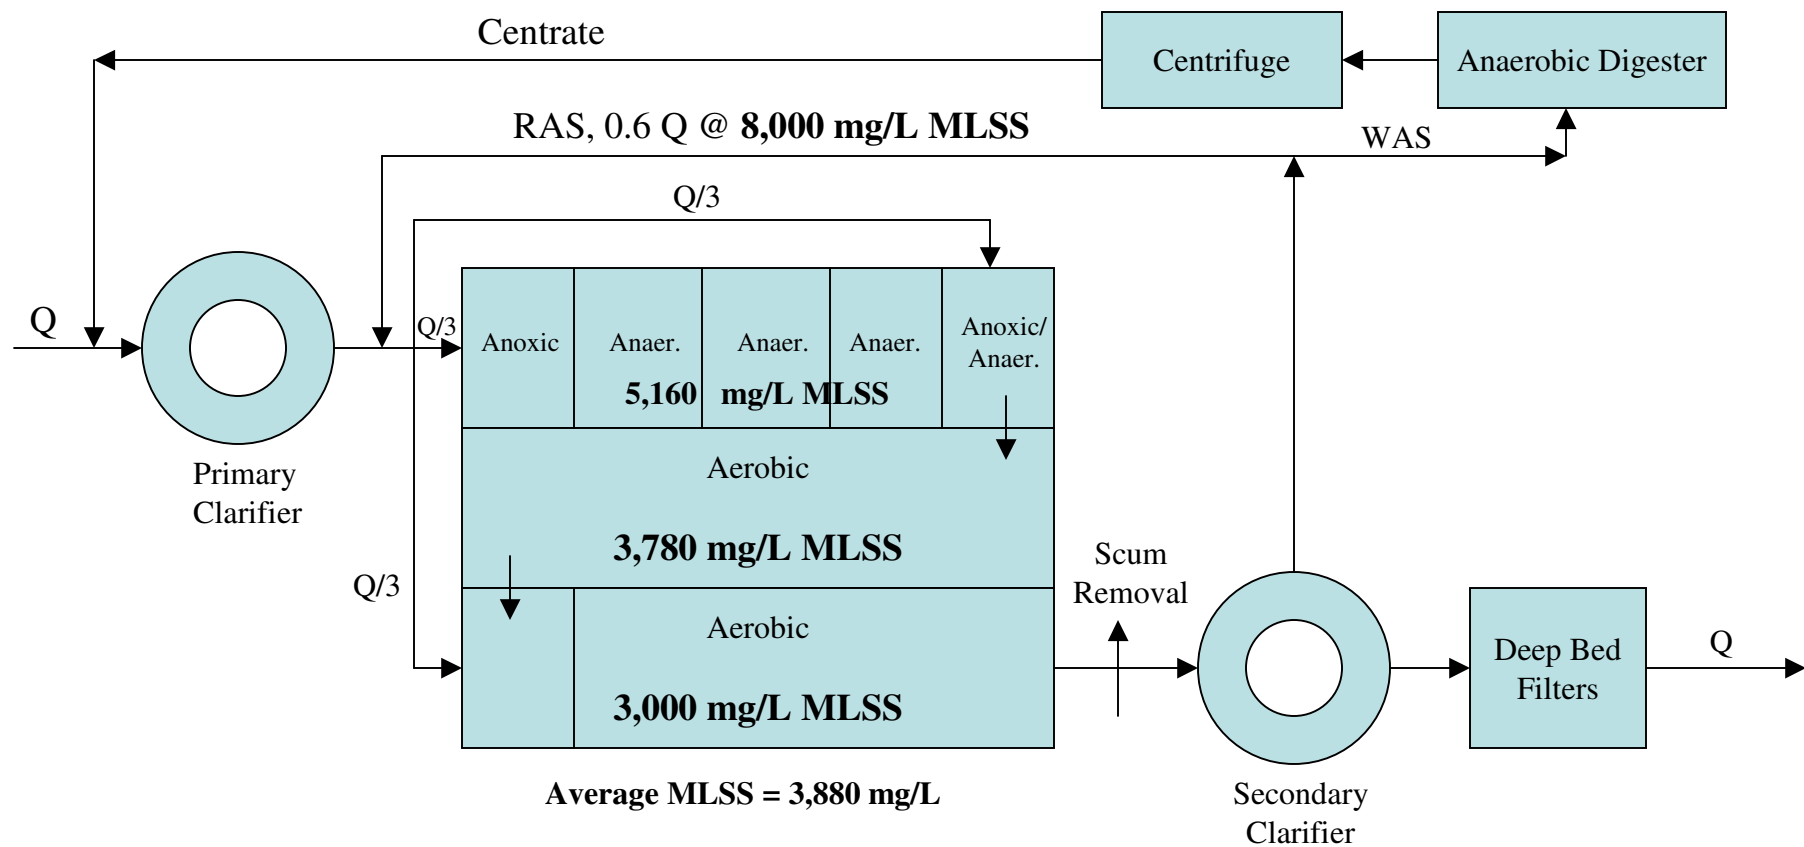 Centrate
Centrifuge
Anaerobic Digester
RAS, 0.6 Q @ 8,000 mg/L MLSS
WAS
Q/3
Q
Q/3
Anoxic
Anaer.
Anaer.
Anaer.
Anoxic/
Anaer.
5,160 mg/L MLSS
Primary
Clarifier
Aerobic
3,780 mg/L MLSS
Q/3
Scum
Removal
Aerobic
3,000 mg/L MLSS
Deep Bed
Filters
Q
Average MLSS = 3,880 mg/L
Secondary
Clarifier